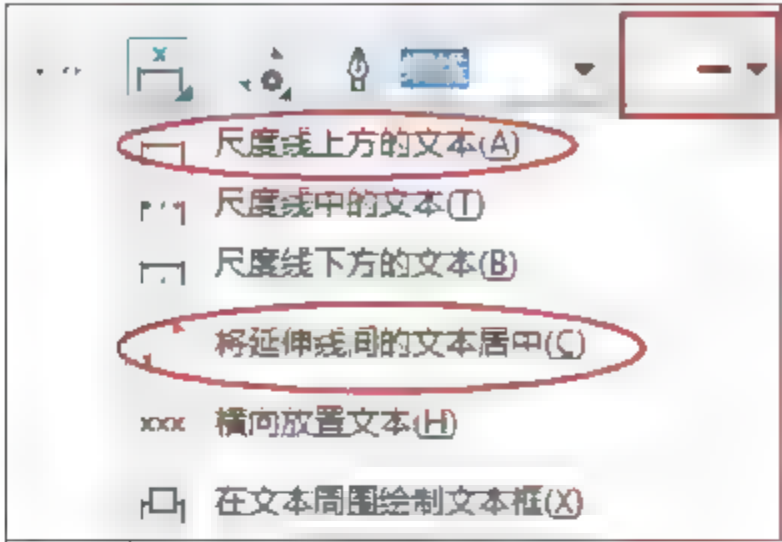 尺度线上方的文本(A)
尺度线中的文本(T)
尺度线下方的文本(B)
将延伸线间的文本居中(C)
横向放置文本(H)
在文本周围绘制文本框(X)